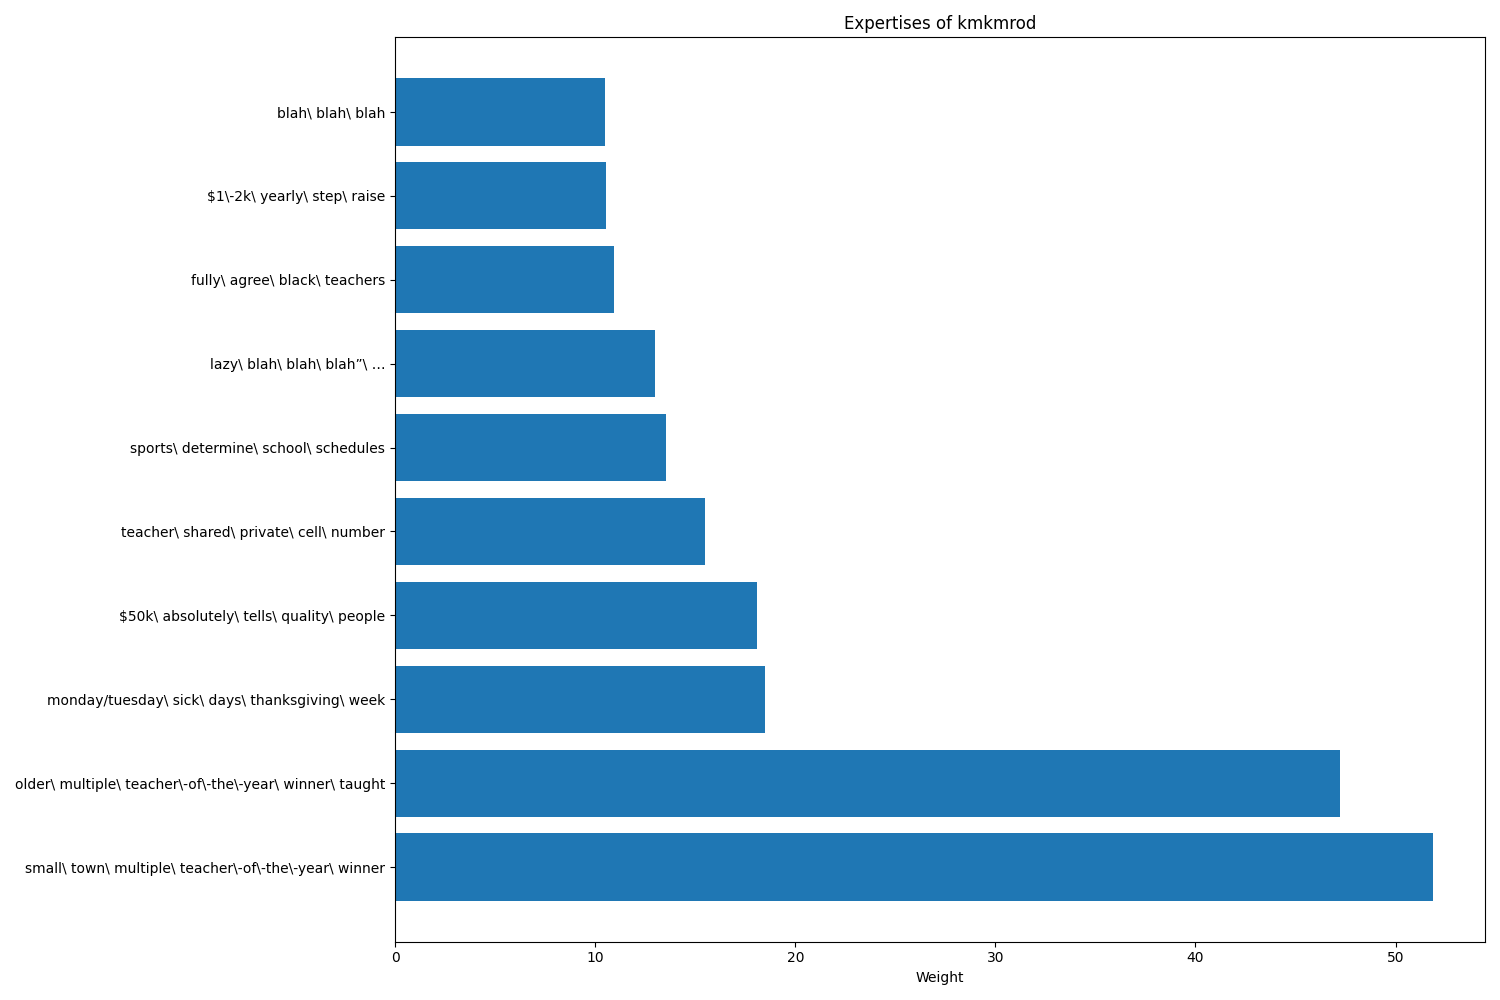 Expertises of kmkmrod
blah\ blah\ blah
$1\-2k\ yearly\ step\ raise
fully\ agree\ black\ teachers
lazy\ blah\ blah\ blah”\ ...
sports\ determine\ school\ schedules
teacher\ shared\ private\ cell\ number
$50k\ absolutely\ tells\ quality\ people
monday/tuesday\ sick\ days\ thanksgiving\ week
older\ multiple\ teacher\-of\-the\-year\ winner\ taught
small\ town\ multiple\ teacher\-of\-the\-year\ winner
0 10 20 30 40 50
Weight